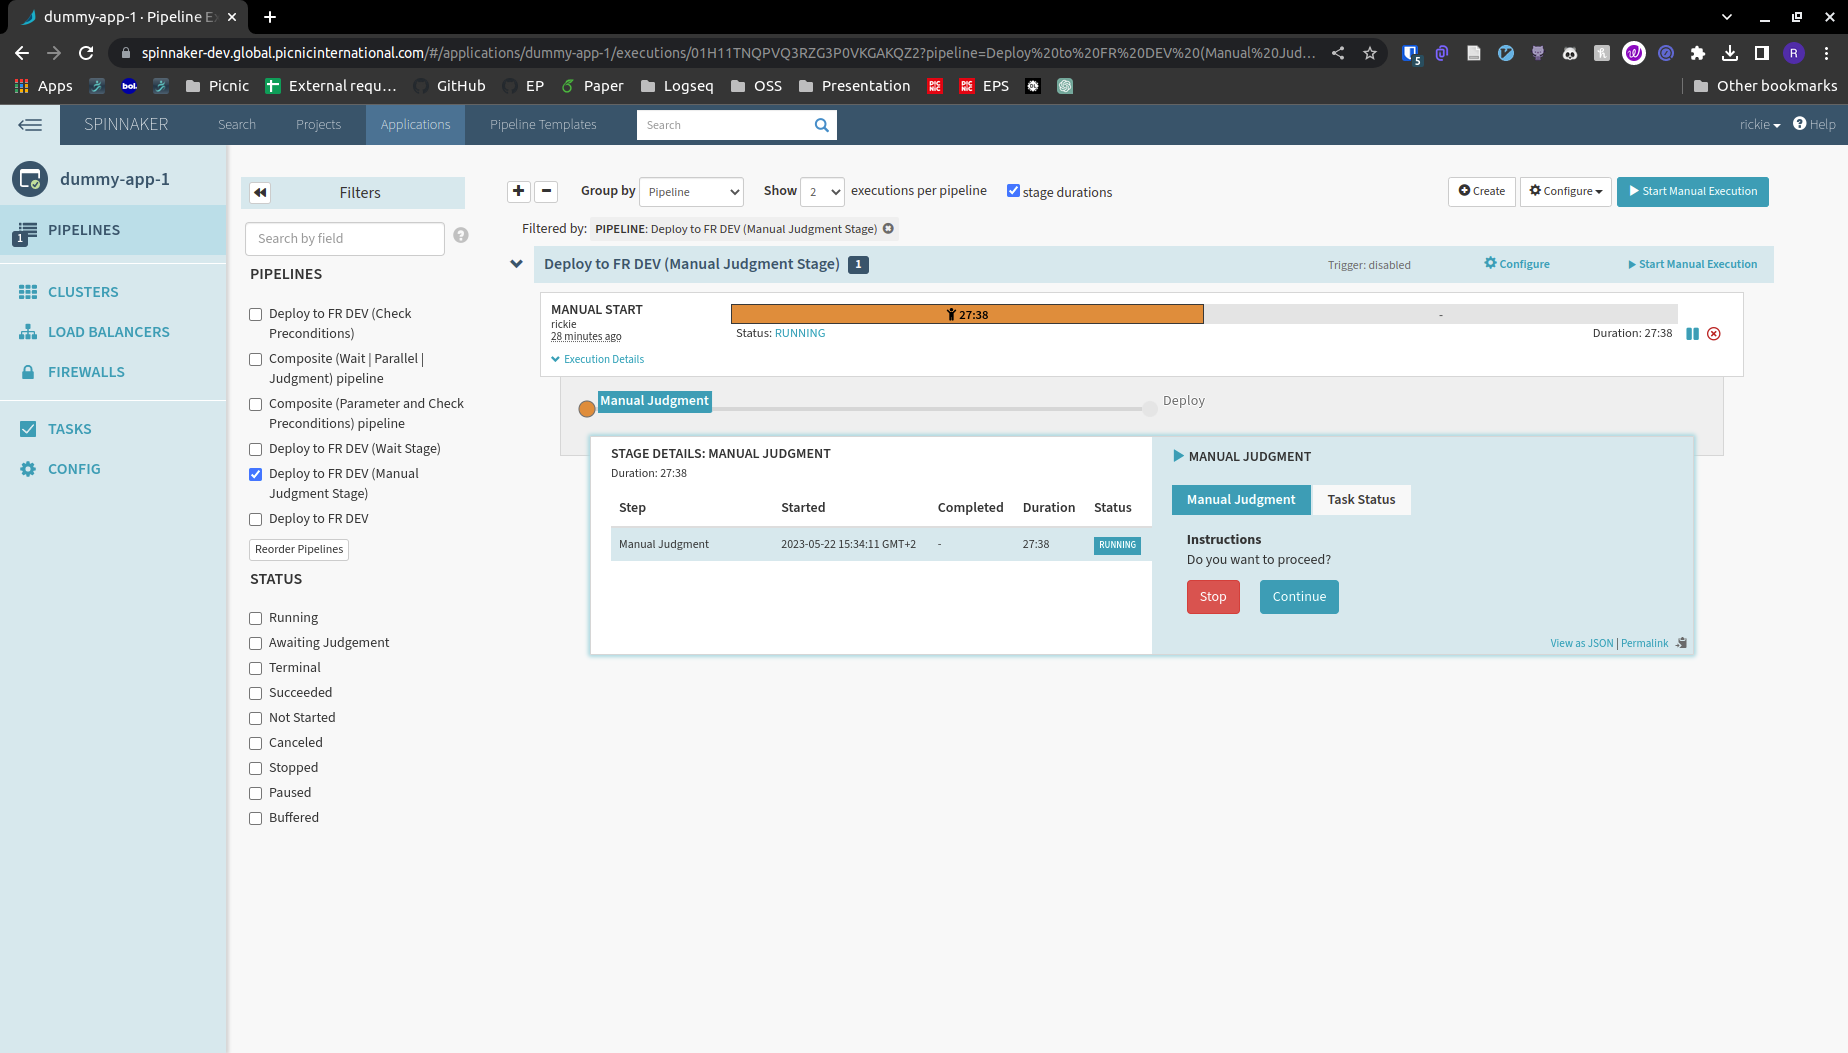 dummy-app-1 · Pipeline E
spinnaker-dev.global.picnicinternational.com/#/applications/dummy-app-1/executions/01H11TNQPVQ3RZG3P0VKGAKQZ2?pipeline=Deploy%20to%20FR%20DEV%20(Manual%20Jud...
5
R
Apps
bol.
Picnic
External requ...
GitHub
EP
Paper
Logseq
OSS
Presentation
EPS
Other bookmarks
SPINNAKER
Search
Projects
Applications
Pipeline Templates
Search
rickie
Help
dummy-app-1
PIPELINES
1
CLUSTERS
LOAD BALANCERS
FIREWALLS
TASKS
CONFIG
Filters
Search by field
PIPELINES
Deploy to FR DEV (Check
Preconditions)
Composite (Wait | Parallel |
Judgment) pipeline
Composite (Parameter and Check
Preconditions) pipeline
Deploy to FR DEV (Wait Stage)
Deploy to FR DEV (Manual
Judgment Stage)
Deploy to FR DEV
Reorder Pipelines
STATUS
Running
Awaiting Judgement
Terminal
Succeeded
Not Started
Canceled
Stopped
Paused
Buffered
Group by
Pipeline
Show
2
executions per pipeline
stage durations
Create
Configure
Start Manual Execution
Filtered by:
PIPELINE: Deploy to FR DEV (Manual Judgment Stage)
Deploy to FR DEV (Manual Judgment Stage)
1
Trigger: disabled
Configure
Start Manual Execution
MANUAL START
rickie
28 minutes ago
Execution Details
27:38
-
Status: RUNNING
Duration: 27:38
Manual Judgment
Deploy
STAGE DETAILS: MANUAL JUDGMENT
Duration: 27:38
Step Started Completed Duration Status
Manual Judgment 2023-05-22 15:34:11 GMT+2 - 27:38 RUNNING
MANUAL JUDGMENT
Manual Judgment
Task Status
Instructions
Do you want to proceed?
Stop
Continue
View as JSON | Permalink